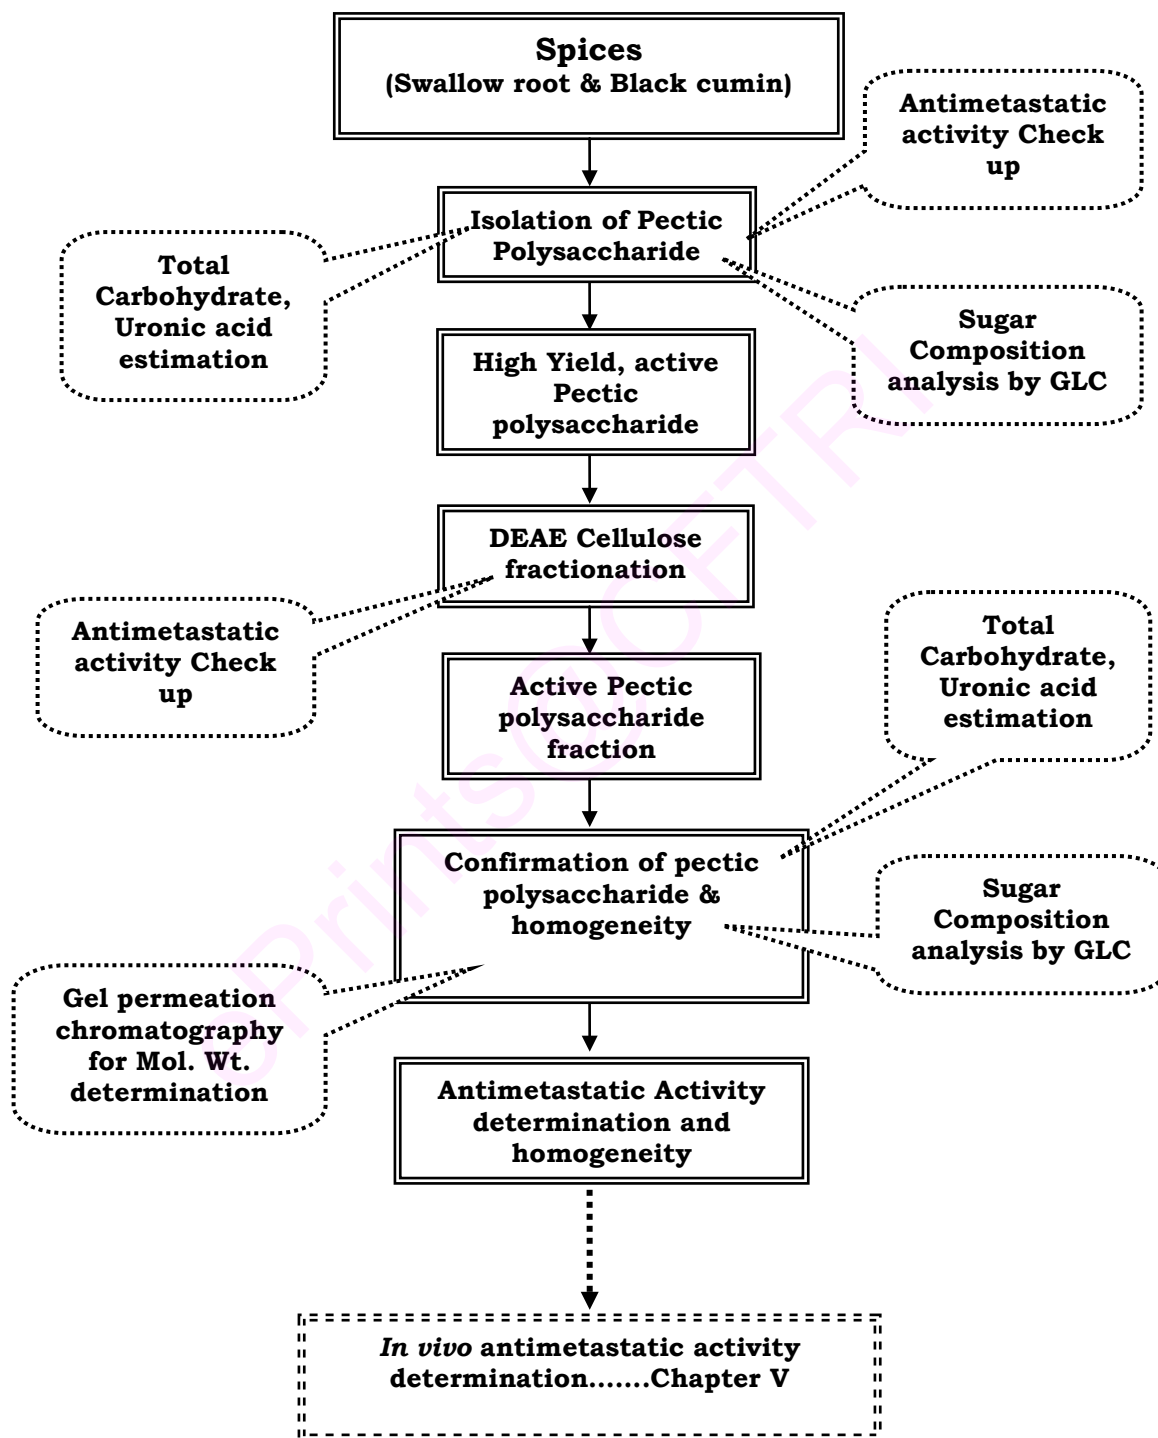 Spices
(Swallow root & Black cumin)
Antimetastatic
activity Check
up
Isolation of Pectic
Polysaccharide
Total
Carbohydrate,
Uronic acid
estimation
Sugar
Composition
analysis by GLC
High Yield, active
Pectic
polysaccharide
DEAE Cellulose
fractionation
Antimetastatic
activity Check
up
Total
Carbohydrate,
Uronic acid
estimation
Active Pectic
polysaccharide
fraction
Confirmation of pectic
polysaccharide &
homogeneity
Sugar
Composition
analysis by GLC
Gel permeation
chromatography
for Mol. Wt.
determination
Antimetastatic Activity
determination and
homogeneity
In vivo antimetastatic activity
determination.......Chapter V
ePrints@CFTRI